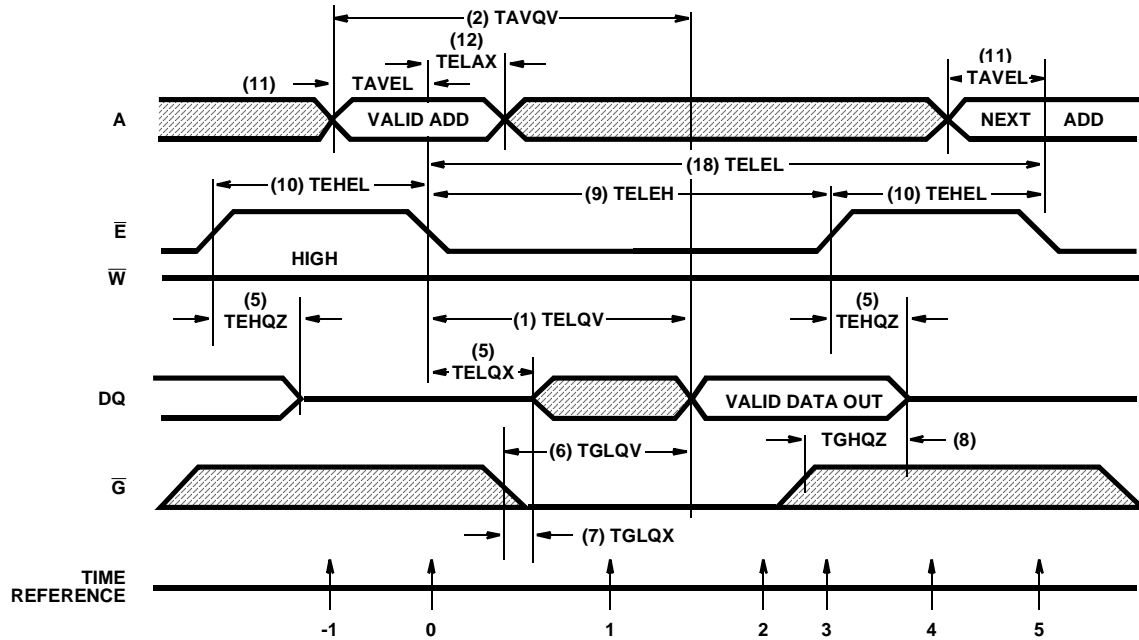 (2) TAVQV
(12)
TELAX
(11) TAVEL
(11)
TAVEL
A VALID ADD NEXT ADD
(18) TELEL
(10) TEHEL (9) TELEH (10) TEHEL
E
HIGH
W
(5)
TEHQZ
(1) TELQV
(5)
TEHQZ
(5)
TELQX
DQ VALID DATA OUT
(6) TGLQV TGHQZ (8)
G
(7) TGLQX
TIME
REFERENCE
-1 0 1 2 3 4 5